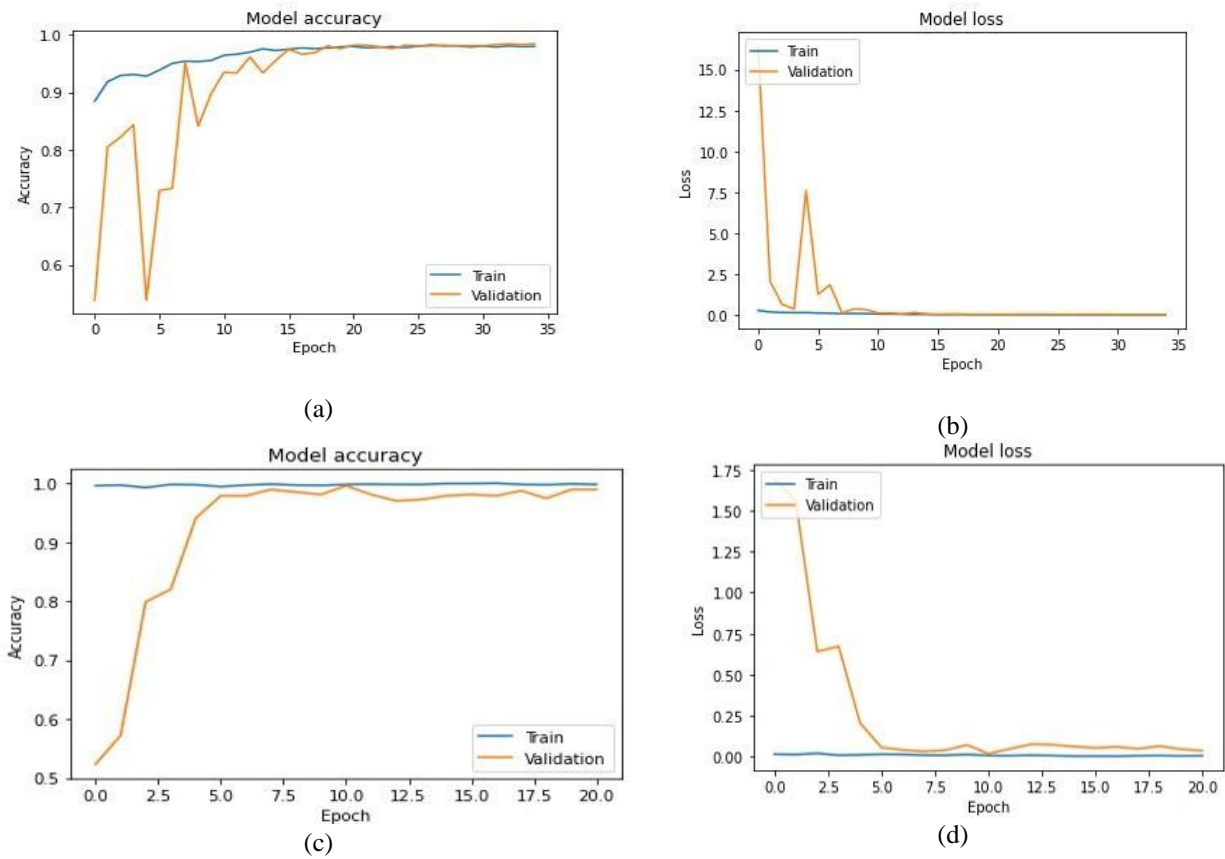 Model accuracy
1.0
0.9
0.8
0.7
0.6
Accuracy
Train
Validation
0 5 10 15 20 25 30 35
Epoch
(a)
Model loss
15.0
12.5
10.0
7.5
5.0
2.5
0.0
Loss
Train
Validation
0 5 10 15 20 25 30 35
Epoch
(b)
Model accuracy
1.0
0.9
0.8
0.7
0.6
0.5
Accuracy
Train
Validation
0.0 2.5 5.0 7.5 10.0 12.5 15.0 17.5 20.0
Epoch
(c)
Model loss
1.75
1.50
1.25
1.00
0.75
0.50
0.25
0.00
Loss
Train
Validation
0.0 2.5 5.0 7.5 10.0 12.5 15.0 17.5 20.0
Epoch
(d)